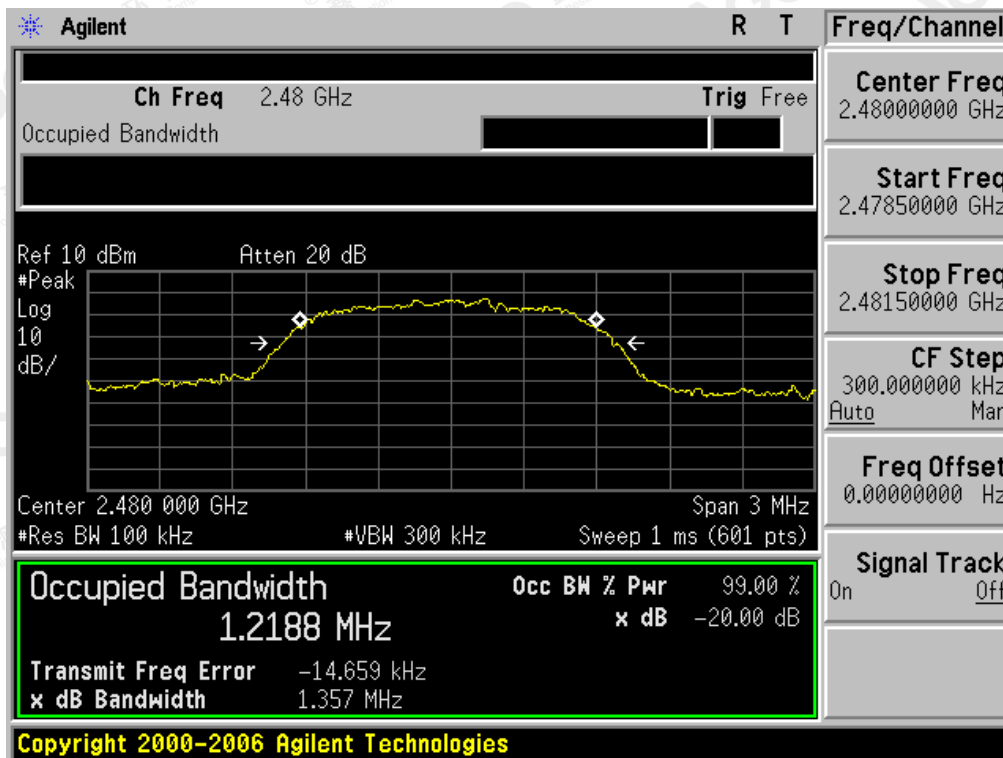 Agilent R T
Ch Freq 2.48 GHz Trig Free
Occupied Bandwidth
Ref 10 dBm Atten 20 dB
#Peak
Log
10
dB/
Center 2.480 000 GHz Span 3 MHz
#Res BW 100 kHz #VBW 300 kHz Sweep 1 ms (601 pts)
Occupied Bandwidth Occ BW % Pwr 99.00 %
1.2188 MHz x dB -20.00 dB
Transmit Freq Error -14.659 kHz
x dB Bandwidth 1.357 MHz
Copyright 2000-2006 Agilent Technologies
Freq/Channel
Center Freq
2.48000000 GHz
Start Freq
2.47850000 GHz
Stop Freq
2.48150000 GHz
CF Step
300.000000 kHz
Auto Man
Freq Offset
0.00000000 Hz
Signal Track
On Off